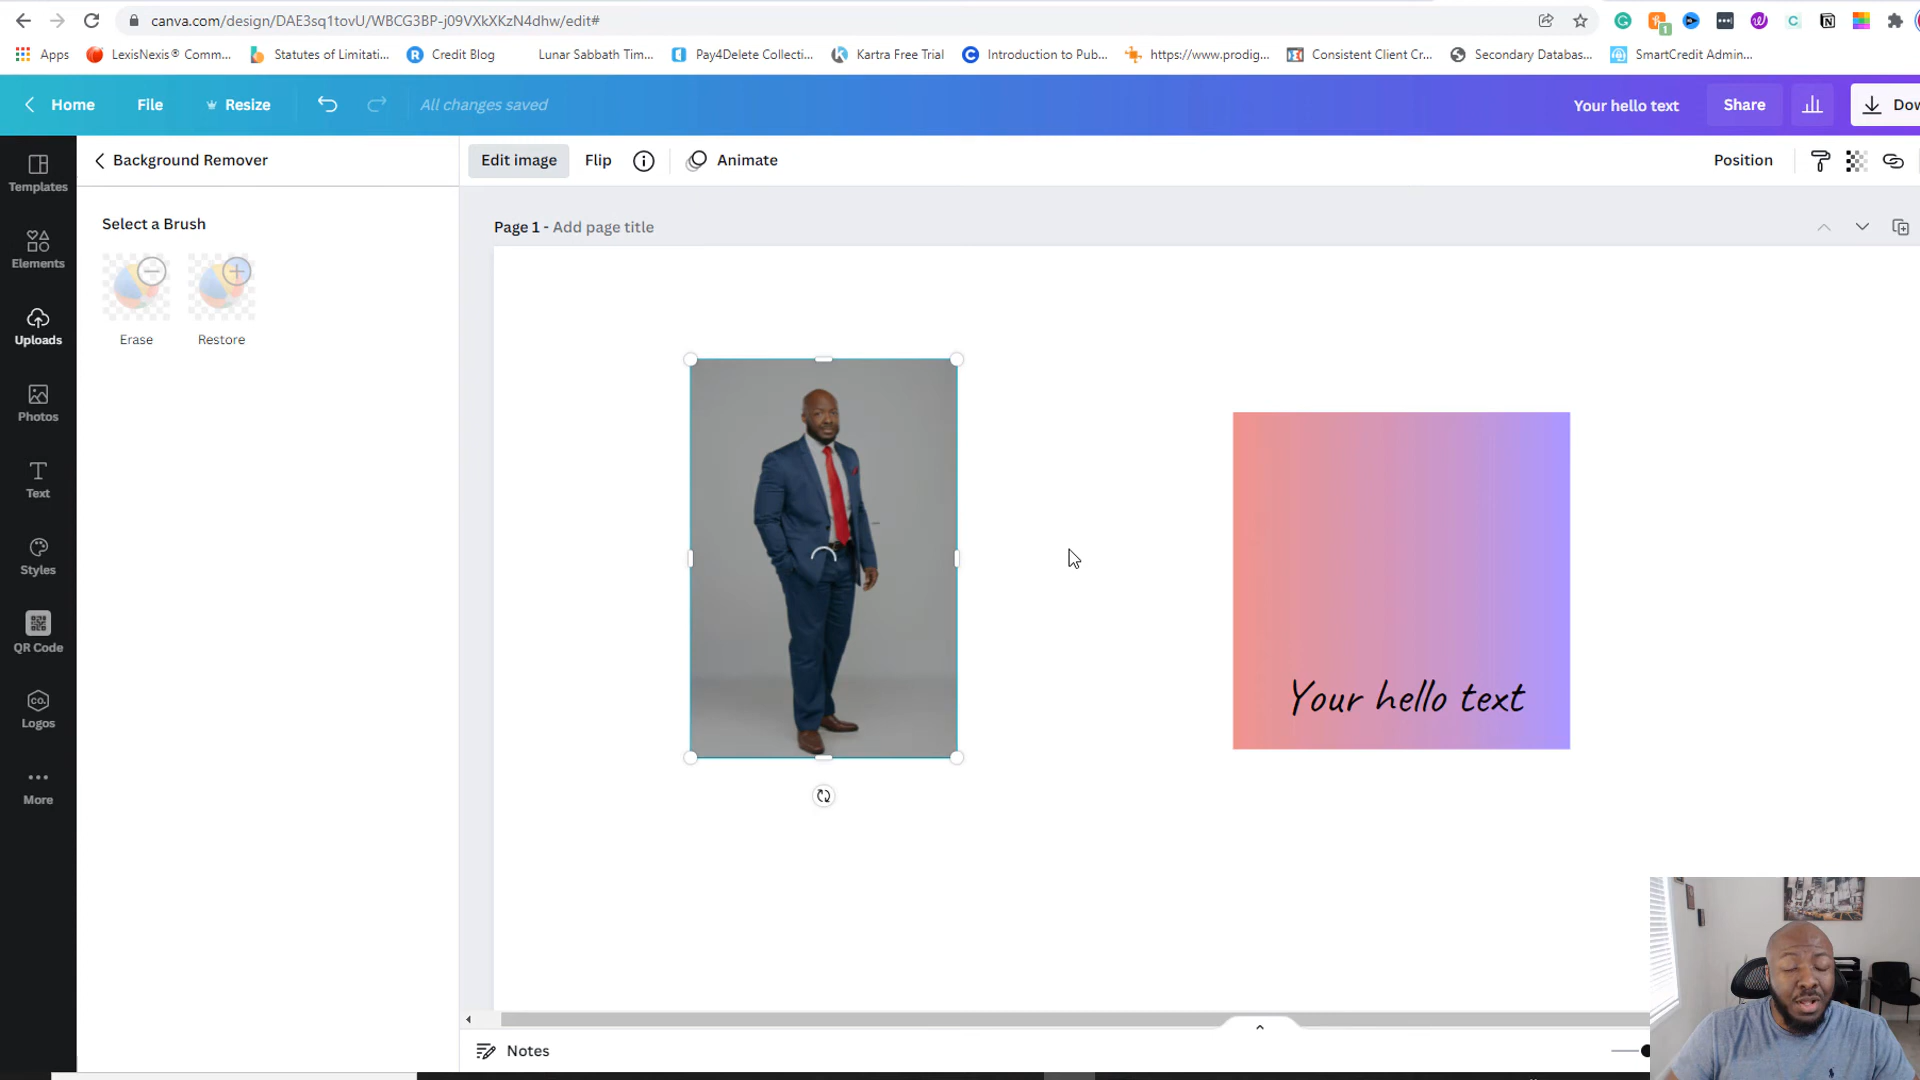 canva.com/design/DAE3sq1tovU/WBCG3BP-j09VXkXKzN4dhw/edit#
Apps LexisNexis® Comm... Statutes of Limitati... Credit Blog Lunar Sabbath Tim... Pay4Delete Collecti... Kartra Free Trial Introduction to Pub... https://www.prodig... Consistent Client Cr... Secondary Databas... SmartCredit Admin...
Home File Resize All changes saved Your hello text Share Dow
Templates
Elements
Uploads
Photos
Text
Styles
QR Code
CO.
Logos
More
Background Remover
Select a Brush
Erase Restore
Edit image Flip Animate Position
Page 1 - Add page title
Your hello text
Notes